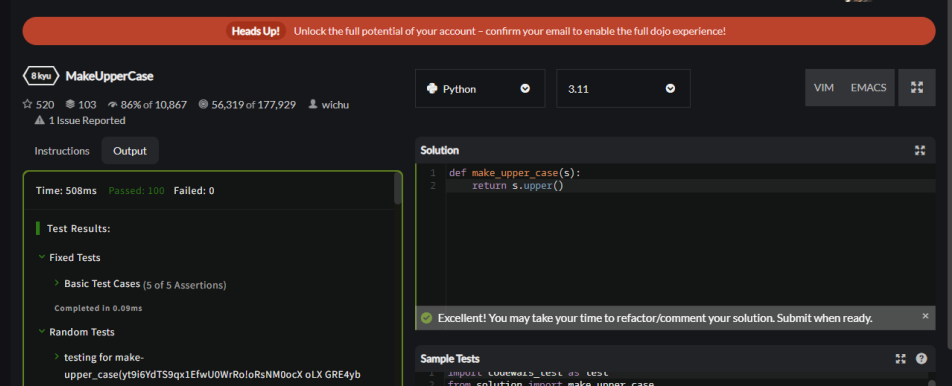 Heads Up! Unlock the full potential of your account – confirm your email to enable the full dojo experience!
8 kyu MakeUpperCase
520 103 86% of 10,867 56,319 of 177,929 wichu
1 Issue Reported
Python
3.11
VIM EMACS
Instructions Output
Time: 508ms Passed: 100 Failed: 0
Test Results:
Fixed Tests
Basic Test Cases (5 of 5 Assertions)
Completed in 0.09ms
Random Tests
testing for make-
upper_case(yt9i6YdTS9qx1EfwU0WrRo!oRsNM0ocX oLX GRE4yb
Solution
1 def make_upper_case(s):
2 return s.upper()
Excellent! You may take your time to refactor/comment your solution. Submit when ready.
Sample Tests
1 import codewars_test as test
2 from solution import make_upper_case